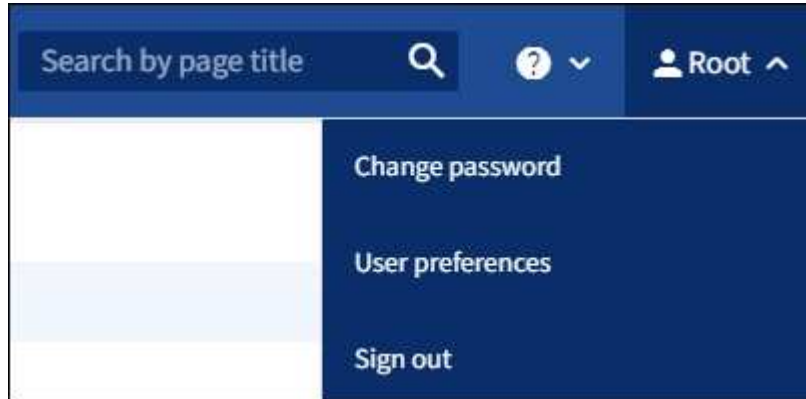 Search by page title
Root
Change password
User preferences
Sign out